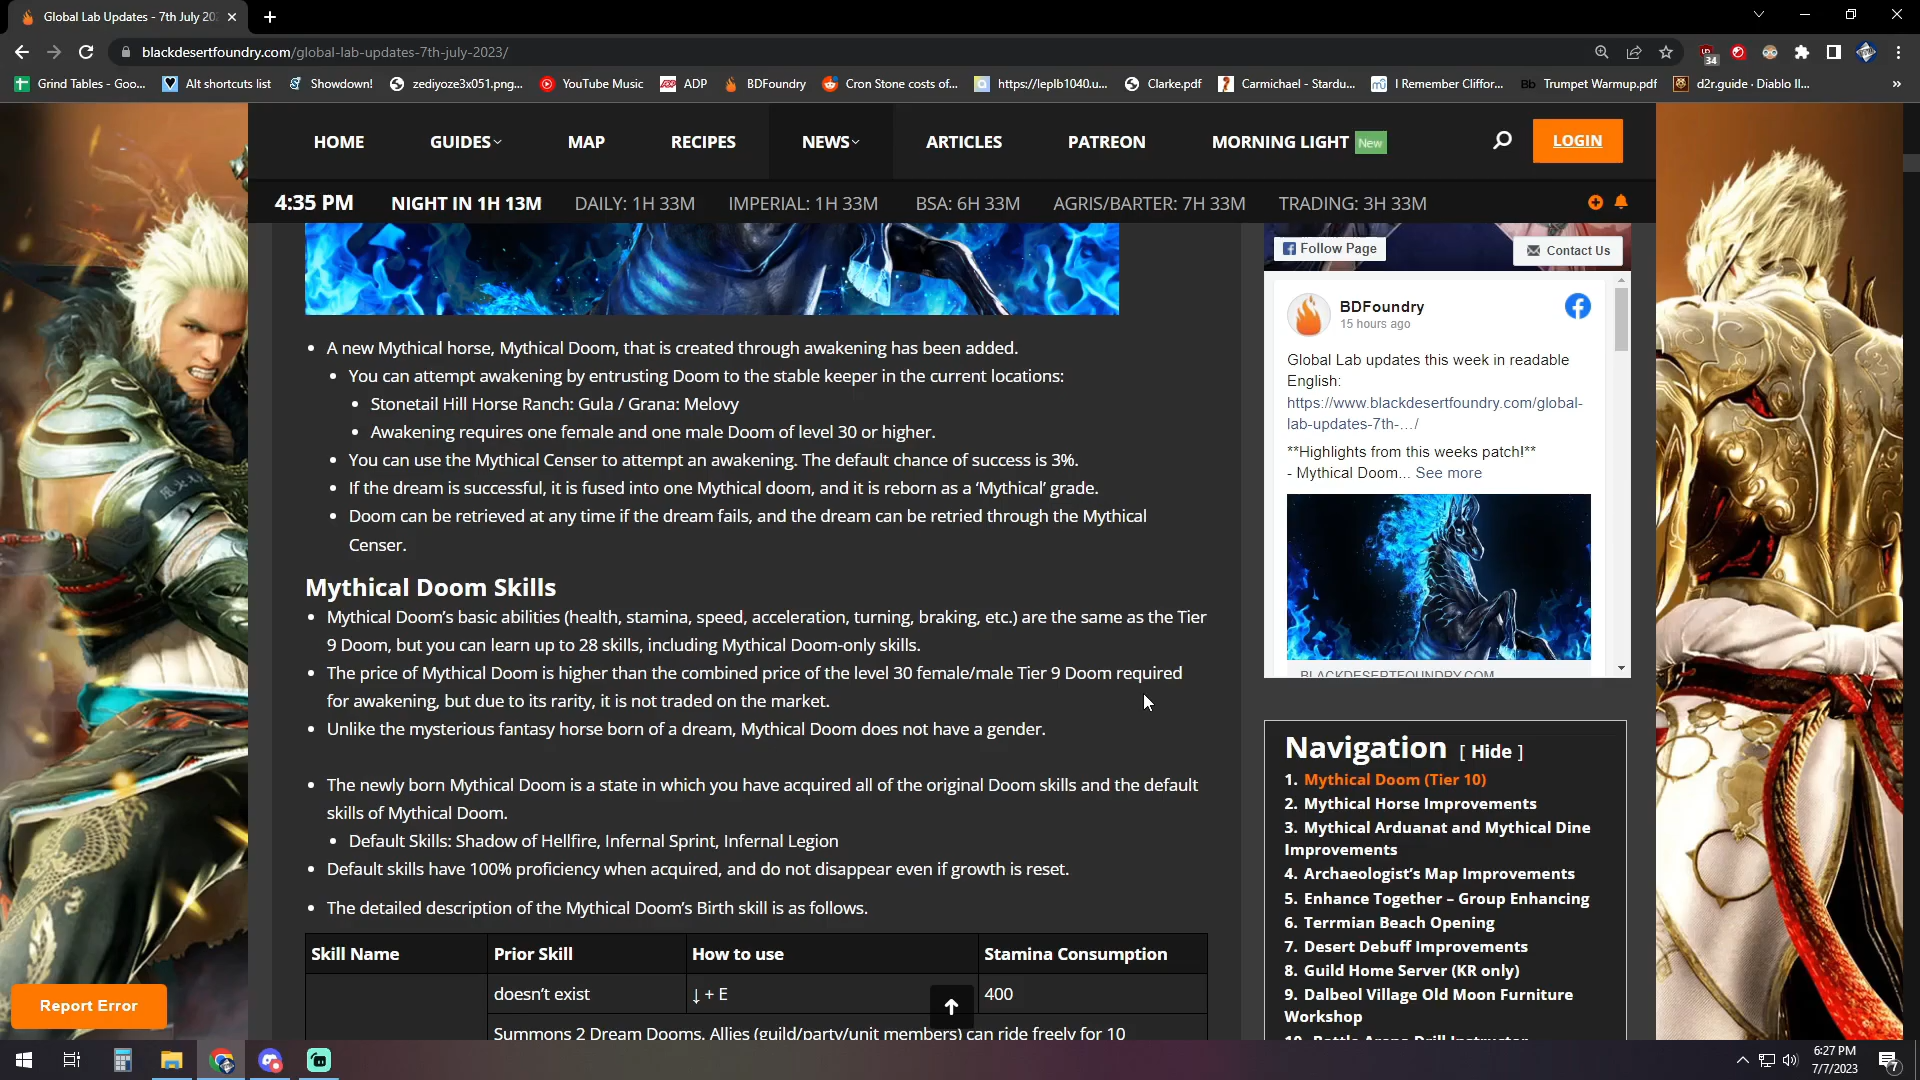 Global Lab Updates - 7th July 20
blackdesertfoundry.com/global-lab-updates-7th-july-2023/
34
Grind Tables - Goo...
Alt shortcuts list
Showdown!
zediyoze3x051.png...
YouTube Music
ADP
BDFoundry
Cron Stone costs of...
https://leplb1040.u...
Clarke.pdf
Carmichael - Stardu...
I Remember Cliffor...
Bb Trumpet Warmup.pdf
d2r.guide · Diablo II...
»
HOME
GUIDES
MAP
RECIPES
NEWS
ARTICLES
PATREON
MORNING LIGHT New
LOGIN
4:35 PM
NIGHT IN 1H 13M
DAILY: 1H 33M
IMPERIAL: 1H 33M
BSA: 6H 33M
AGRIS/BARTER: 7H 33M
TRADING: 3H 33M
• A new Mythical horse, Mythical Doom, that is created through awakening has been added.
• You can attempt awakening by entrusting Doom to the stable keeper in the current locations:
• Stonetail Hill Horse Ranch: Gula / Grana: Melovy
• Awakening requires one female and one male Doom of level 30 or higher.
• You can use the Mythical Censer to attempt an awakening. The default chance of success is 3%.
• If the dream is successful, it is fused into one Mythical doom, and it is reborn as a ‘Mythical’ grade.
• Doom can be retrieved at any time if the dream fails, and the dream can be retried through the Mythical
Censer.
Mythical Doom Skills
• Mythical Doom’s basic abilities (health, stamina, speed, acceleration, turning, braking, etc.) are the same as the Tier
9 Doom, but you can learn up to 28 skills, including Mythical Doom-only skills.
• The price of Mythical Doom is higher than the combined price of the level 30 female/male Tier 9 Doom required
for awakening, but due to its rarity, it is not traded on the market.
• Unlike the mysterious fantasy horse born of a dream, Mythical Doom does not have a gender.
• The newly born Mythical Doom is a state in which you have acquired all of the original Doom skills and the default
skills of Mythical Doom.
• Default Skills: Shadow of Hellfire, Infernal Sprint, Infernal Legion
• Default skills have 100% proficiency when acquired, and do not disappear even if growth is reset.
• The detailed description of the Mythical Doom’s Birth skill is as follows.
Skill Name Prior Skill How to use Stamina Consumption
doesn’t exist ↓ + E 400
Summons 2 Dream Dooms. Allies (guild/party/unit members) can ride freely for 10
Follow Page
Contact Us
BDFoundry
15 hours ago
Global Lab updates this week in readable
English:
https://www.blackdesertfoundry.com/global-
lab-updates-7th-…/
**Highlights from this weeks patch!**
- Mythical Doom... See more
BLACKDESERTFOUNDRY.COM
Navigation [ Hide ]
1. Mythical Doom (Tier 10)
2. Mythical Horse Improvements
3. Mythical Arduanat and Mythical Dine
Improvements
4. Archaeologist’s Map Improvements
5. Enhance Together – Group Enhancing
6. Terrmian Beach Opening
7. Desert Debuff Improvements
8. Guild Home Server (KR only)
9. Dalbeol Village Old Moon Furniture
Workshop
10. Battle Arena Drill Instructor
Report Error
6:27 PM
7/7/2023
7